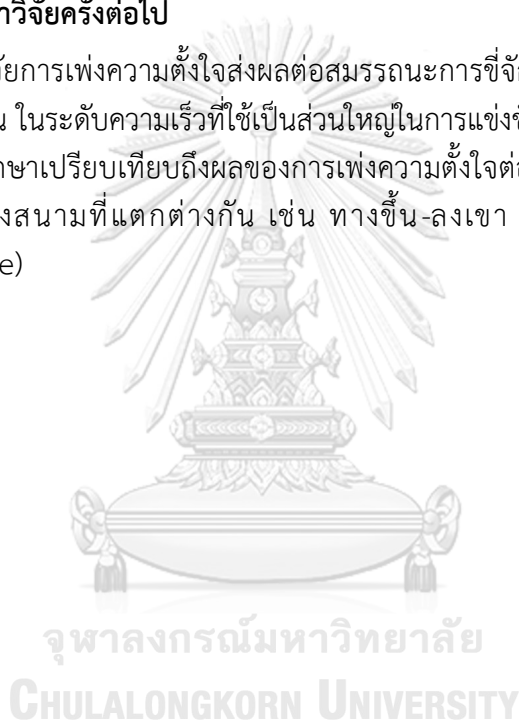 าวิจัยครั้งต่อไป
ัยการเพ่งความตั้งใจส่งผลต่อสมรรถนะการขี่จัก
น ในระดับความเร็วที่ใช้เป็นส่วนใหญ่ในการแข่งขั
กษาเปรียบเทียบถึงผลของการเพ่งความตั้งใจต่อ
งสนามที่แตกต่างกัน เช่น ทางขึ้น-ลงเขา
e)
จุฬาลงกรณ์มหาวิทยาลัย
CHULALONGKORN UNIVERSITY